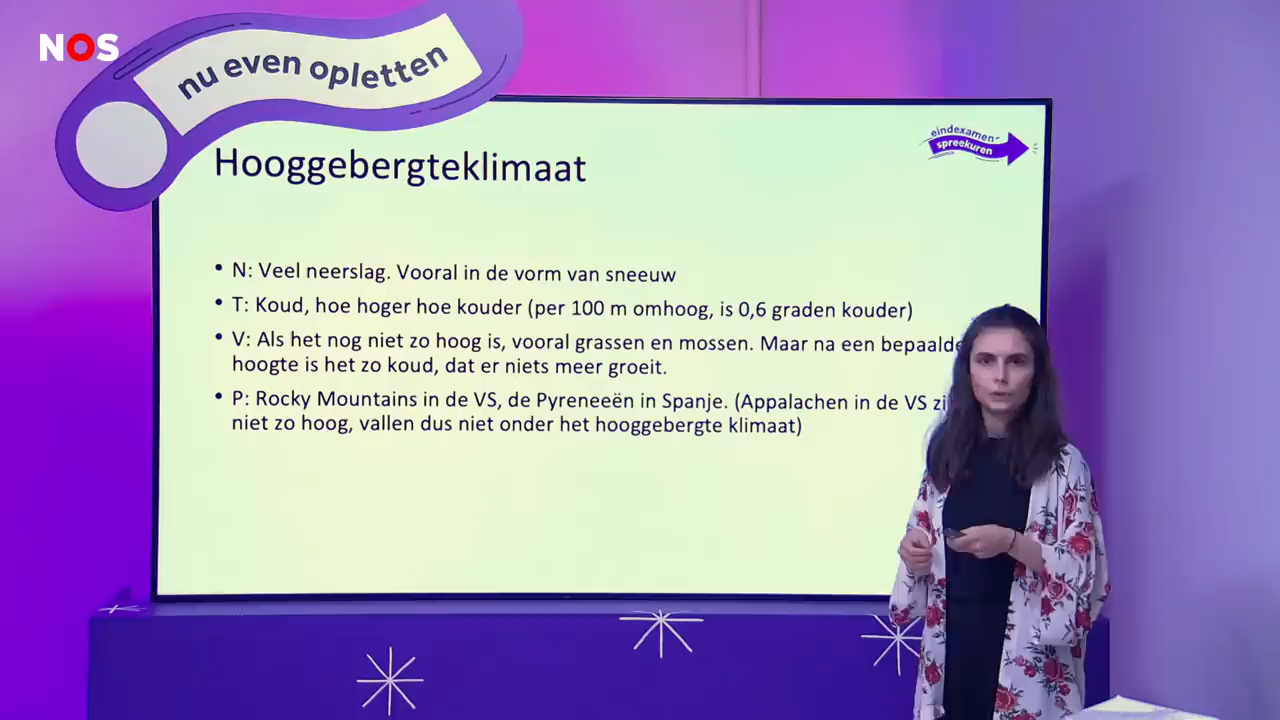 NOS
nu even opletten
eindexamen-
spreekuren
Hooggebergteklimaat
• N: Veel neerslag. Vooral in de vorm van sneeuw
• T: Koud, hoe hoger hoe kouder (per 100 m omhoog, is 0,6 graden kouder)
• V: Als het nog niet zo hoog is, vooral grassen en mossen. Maar na een bepaalde
hoogte is het zo koud, dat er niets meer groeit.
• P: Rocky Mountains in de VS, de Pyreneeën in Spanje. (Appalachen in de VS
niet zo hoog, vallen dus niet onder het hooggebergte klimaat)